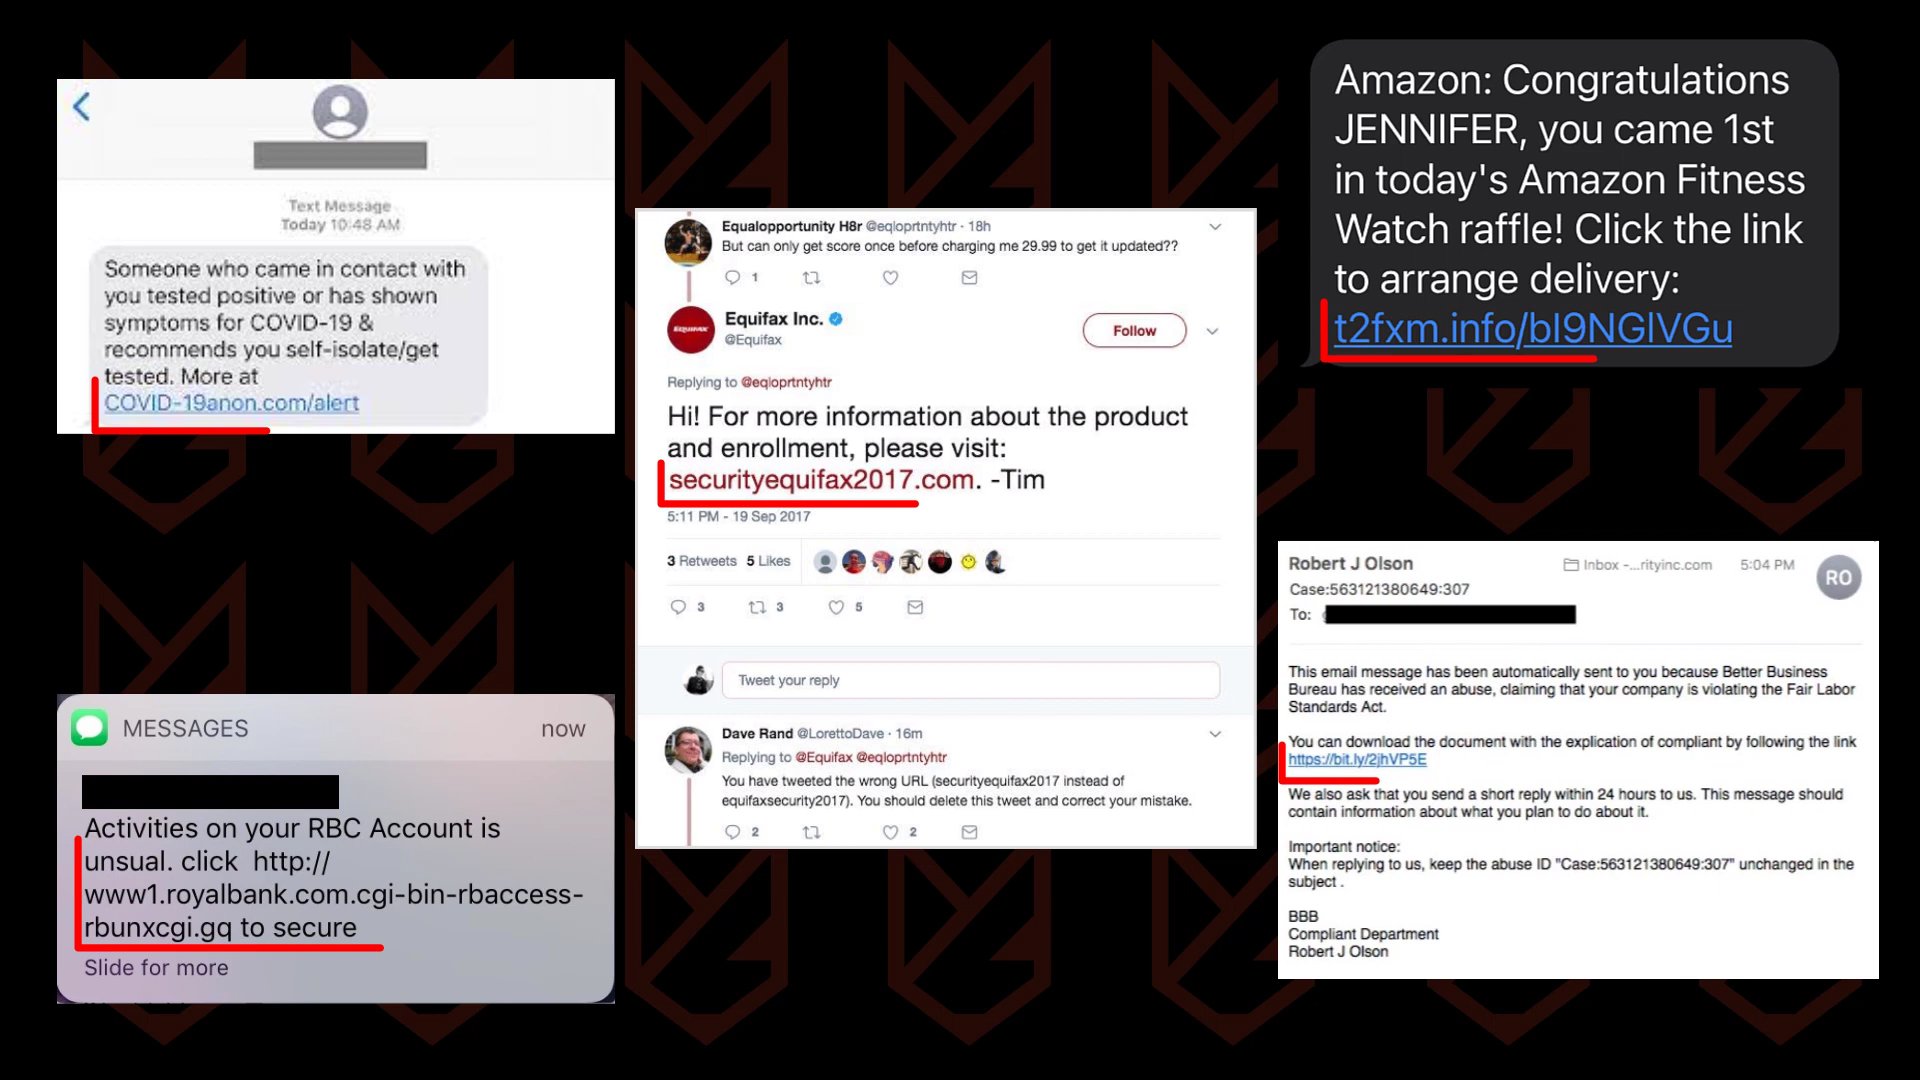 Text Message
Today 10:48 AM
Someone who came in contact with
you tested positive or has shown
symptoms for COVID-19 &
recommends you self-isolate/get
tested. More at
COVID-19anon.com/alert
MESSAGES
now
Activities on your RBC Account is
unsual. click http://
www1.royalbank.com.cgi-bin-rbaccess-
rbunxcgi.gq to secure
Slide for more
Equalopportunity H8r @eqloprtntyhtr · 18h
But can only get score once before charging me 29.99 to get it updated??
1
EQUIFAX
Equifax Inc.
@Equifax
Follow
Replying to @eqloprtntyhtr
Hi! For more information about the product
and enrollment, please visit:
securityequifax2017.com. -Tim
5:11 PM - 19 Sep 2017
3 Retweets 5 Likes
3 3 5
Tweet your reply
Dave Rand @LorettoDave · 16m
Replying to @Equifax @eqloprtntyhtr
You have tweeted the wrong URL (securityequifax2017 instead of
equifaxsecurity2017). You should delete this tweet and correct your mistake.
2 2
Amazon: Congratulations
JENNIFER, you came 1st
in today's Amazon Fitness
Watch raffle! Click the link
to arrange delivery:
t2fxm.info/bI9NGlVGu
Robert J Olson
Inbox -...rityinc.com
5:04 PM
RO
Case:563121380649:307
To:
This email message has been automatically sent to you because Better Business
Bureau has received an abuse, claiming that your company is violating the Fair Labor
Standards Act.
You can download the document with the explication of compliant by following the link
https://bit.ly/2jhVP5E
We also ask that you send a short reply within 24 hours to us. This message should
contain information about what you plan to do about it.
Important notice:
When replying to us, keep the abuse ID "Case:563121380649:307" unchanged in the
subject .
BBB
Compliant Department
Robert J Olson